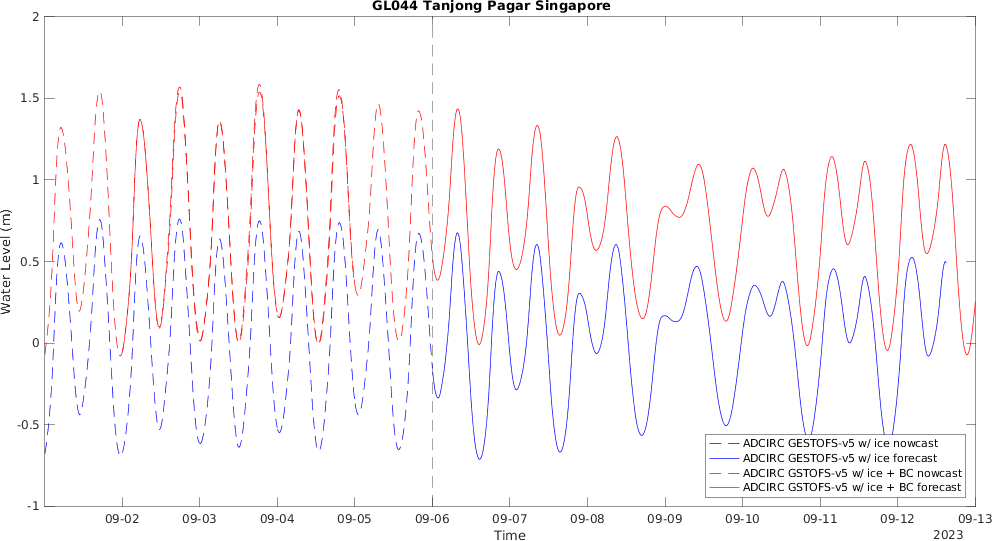 GL044 Tanjong Pagar Singapore
2
1.5
1
0.5
0
-0.5
-1
Water Level (m)
ADCIRC GESTOFS-v5 w/ ice nowcast
ADCIRC GESTOFS-v5 w/ ice forecast
ADCIRC GSTOFS-v5 w/ ice + BC nowcast
ADCIRC GSTOFS-v5 w/ ice + BC forecast
09-02 09-03 09-04 09-05 09-06 09-07 09-08 09-09 09-10 09-11 09-12 09-13
Time
2023